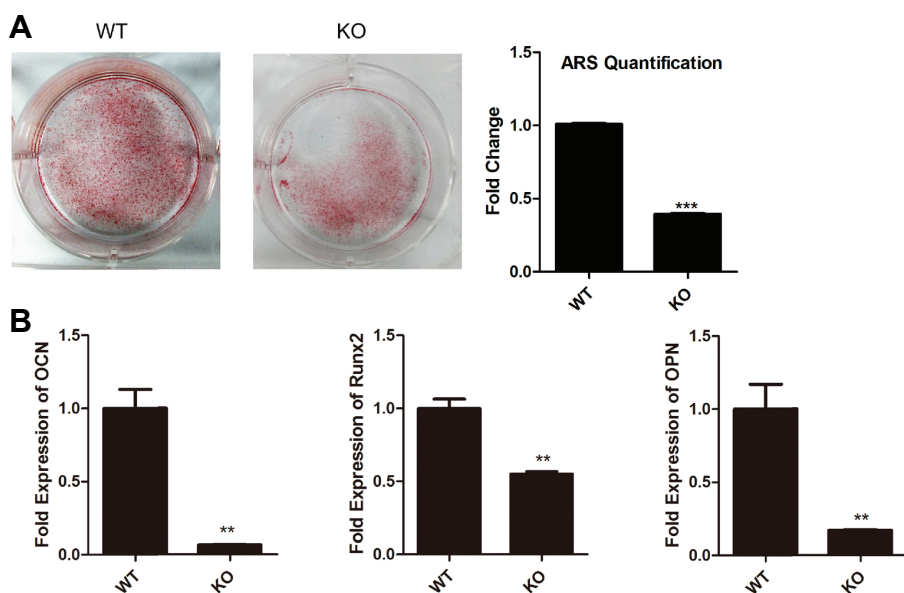 A
WT
KO
ARS Quantification
Fold Change
1.5
1.0
0.5
0.0
***
WT
KO
B
Fold Expression of OCN
1.5
1.0
0.5
0.0
**
WT
KO
Fold Expression of Runx2
1.5
1.0
0.5
0.0
**
WT
KO
Fold Expression of OPN
1.5
1.0
0.5
0.0
**
WT
KO